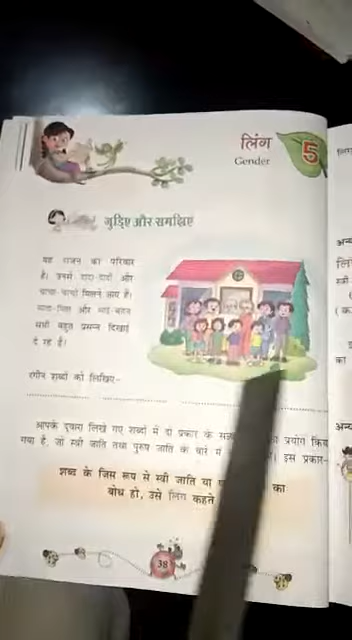 लिंग
5
Gender
जुड़िए और समझिए
यह राजन का परिवार
है। उनसे दादा-दादी और
चाचा-चाची मिलने आए हैं।
माता-पिता और भाई-बहन
सभी बहुत प्रसन्न दिखाई
दे रहे हैं।
रंगीन शब्दों को लिखिए-
आपके द्वारा लिखे गए शब्दों में दो प्रकार के प्रयोग किया
गया है, जो स्त्री जाति तथा पुरुष जाति के बारे में इस प्रकार-
शब्द के जिस रूप से स्त्री जाति या का
बोध हो, उसे लिंग कहते
38